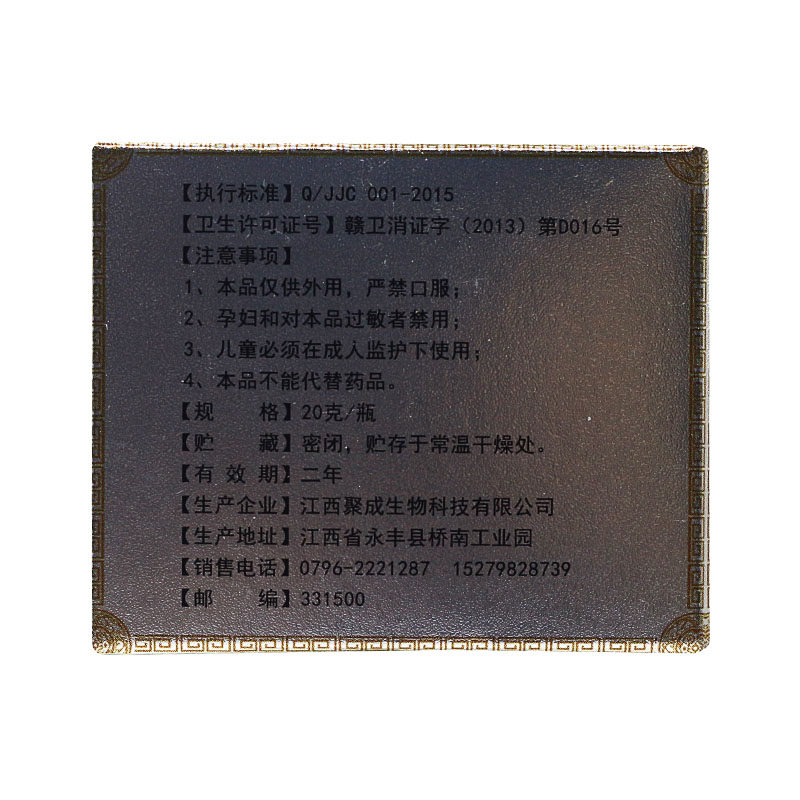 【执行标准】Q/JJC 001-2015
【卫生许可证号】赣卫消证字（2013）第D016号
【注意事项】
1、本品仅供外用，严禁口服；
2、孕妇和对本品过敏者禁用；
3、儿童必须在成人监护下使用；
4、本品不能代替药品。
【规 格】20克/瓶
【贮 藏】密闭，贮存于常温干燥处。
【有 效 期】二年
【生产企业】江西聚成生物科技有限公司
【生产地址】江西省永丰县桥南工业园
【销售电话】0796-2221287 15279828739
【邮 编】331500